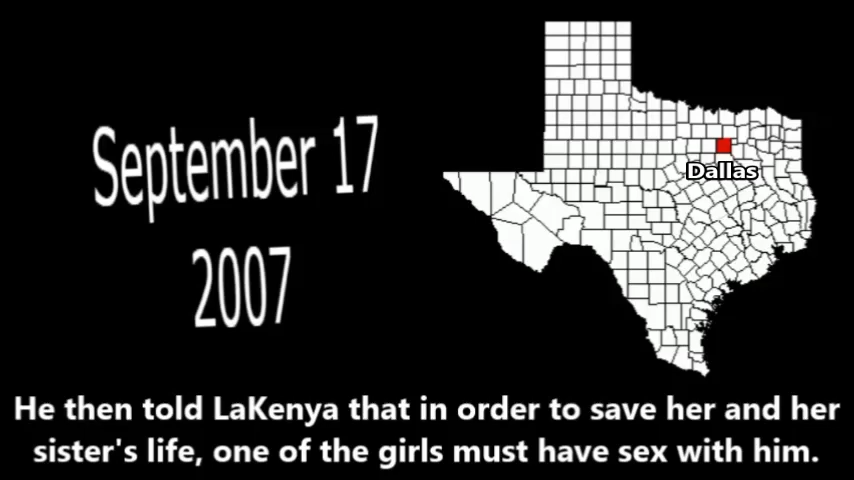 September 17
2007
Dallas
He then told LaKenya that in order to save her and her
sister's life, one of the girls must have sex with him.